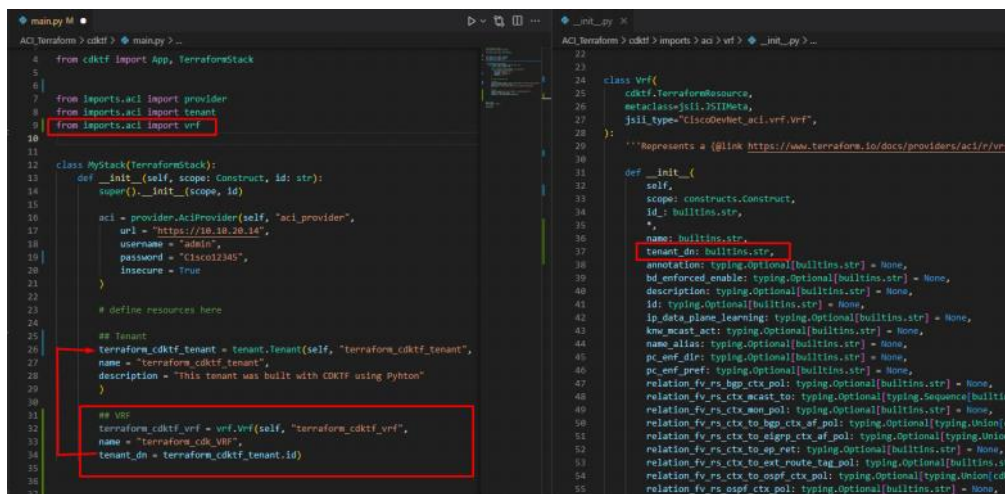 main.py M
ACI_Terraform > cdktf > main.py > ...
4 from cdktf import App, TerraformStack
5
6
7 from imports.aci import provider
8 from imports.aci import tenant
9 from imports.aci import vrf
10
11
12 class MyStack(TerraformStack):
13 def __init__(self, scope: Construct, id: str):
14 super().__init__(scope, id)
15
16 aci = provider.AciProvider(self, "aci_provider",
17 url = "https://10.10.20.14",
18 username = "admin",
19 password = "C1sco12345",
20 insecure = True
21 )
22
23 # define resources here
24
25 ## Tenant
26 terraform_cdktf_tenant = tenant.Tenant(self, "terraform_cdktf_tenant",
27 name = "terraform_cdktf_tenant",
28 description = "This tenant was built with CDKTF using Pyhton"
29 )
30
31 ## VRF
32 terraform_cdktf_vrf = vrf.Vrf(self, "terraform_cdktf_vrf",
33 name = "terraform_cdk_VRF",
34 tenant_dn = terraform_cdktf_tenant.id)
35
36
__init__.py
ACI_Terraform > cdktf > imports > aci > vrf > __init__.py > ...
22
23
24 class Vrf(
25 cdktf.TerraformResource,
26 metaclass=jsii.JSIIMeta,
27 jsii_type="CiscoDevNet_aci.vrf.Vrf",
28 ):
29 '''Represents a {@link https://www.terraform.io/docs/providers/aci/r/vr
30
31 def __init__(
32 self,
33 scope: constructs.Construct,
34 id_: builtins.str,
35 *,
36 name: builtins.str,
37 tenant_dn: builtins.str,
38 annotation: typing.Optional[builtins.str] = None,
39 bd_enforced_enable: typing.Optional[builtins.str] = None,
40 description: typing.Optional[builtins.str] = None,
41 id: typing.Optional[builtins.str] = None,
42 ip_data_plane_learning: typing.Optional[builtins.str] = None,
43 knw_mcast_act: typing.Optional[builtins.str] = None,
44 name_alias: typing.Optional[builtins.str] = None,
45 pc_enf_dir: typing.Optional[builtins.str] = None,
46 pc_enf_pref: typing.Optional[builtins.str] = None,
47 relation_fv_rs_bgp_ctx_pol: typing.Optional[builtins.str] = None,
48 relation_fv_rs_ctx_mcast_to: typing.Optional[typing.Sequence[builti
49 relation_fv_rs_ctx_mon_pol: typing.Optional[builtins.str] = None,
50 relation_fv_rs_ctx_to_bgp_ctx_af_pol: typing.Optional[typing.Union[
51 relation_fv_rs_ctx_to_eigrp_ctx_af_pol: typing.Optional[typing.Unio
52 relation_fv_rs_ctx_to_ep_ret: typing.Optional[builtins.str] = None,
53 relation_fv_rs_ctx_to_ext_route_tag_pol: typing.Optional[builtins.s
54 relation_fv_rs_ctx_to_ospf_ctx_pol: typing.Optional[typing.Union[cd
55 relation_fv_rs_ospf_ctx_pol: typing.Optional[builtins.str] = None,